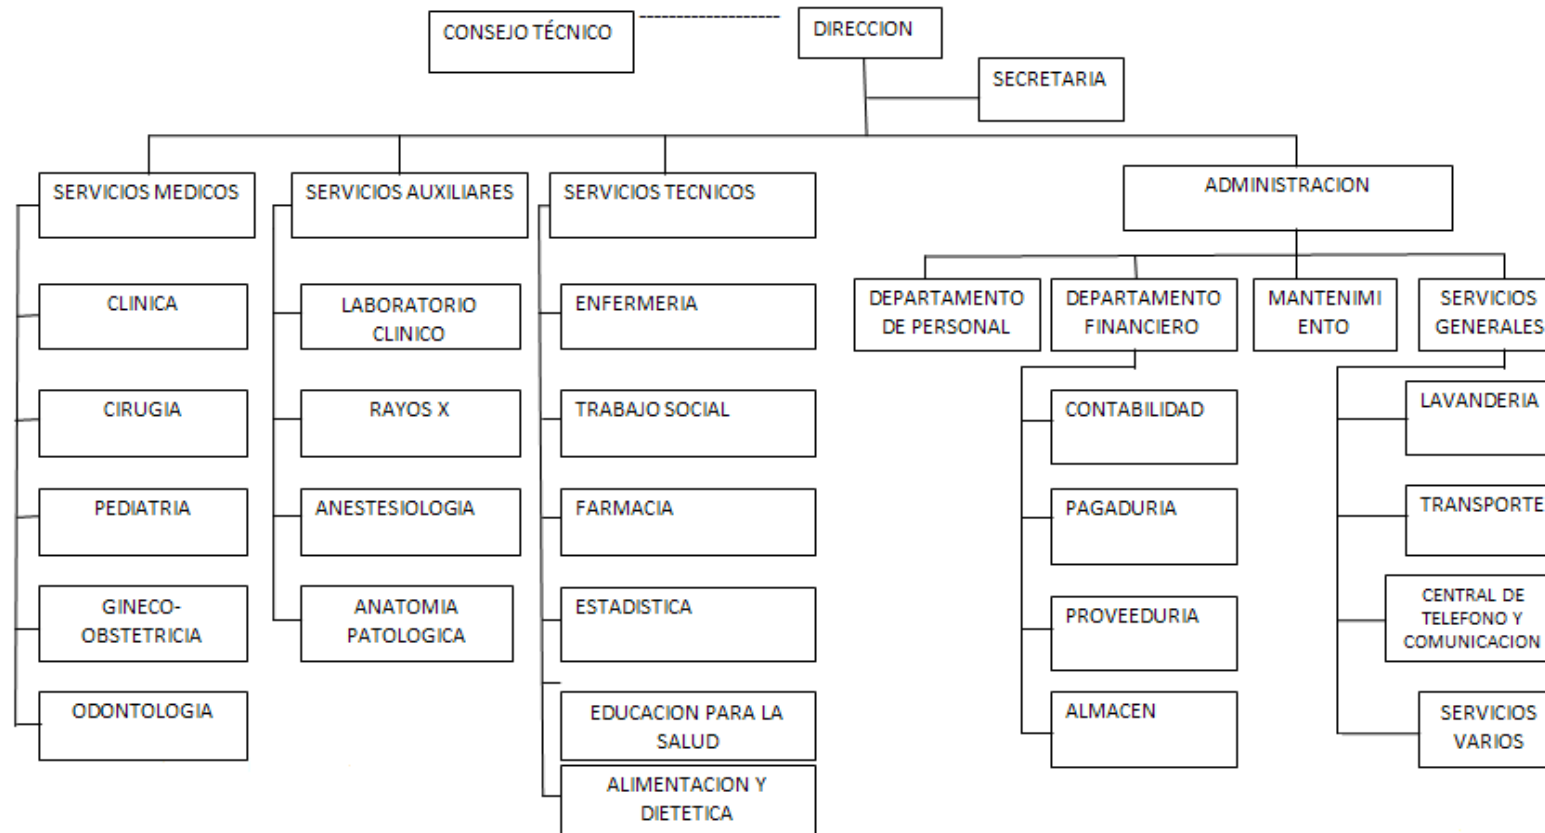 CONSEJO TÉCNICO
DIRECCION
SECRETARIA
SERVICIOS MEDICOS
SERVICIOS AUXILIARES
SERVICIOS TECNICOS
ADMINISTRACION
CLINICA
CIRUGIA
PEDIATRIA
GINECO-
OBSTETRICIA
ODONTOLOGIA
LABORATORIO
CLINICO
RAYOS X
ANESTESIOLOGIA
ANATOMIA
PATOLOGICA
ENFERMERIA
TRABAJO SOCIAL
FARMACIA
ESTADISTICA
EDUCACION PARA LA
SALUD
ALIMENTACION Y
DIETETICA
DEPARTAMENTO
DE PERSONAL
DEPARTAMENTO
FINANCIERO
MANTENIMI
ENTO
SERVICIOS
GENERALES
CONTABILIDAD
PAGADURIA
PROVEEDURIA
ALMACEN
LAVANDERIA
TRANSPORTE
CENTRAL DE
TELEFONO Y
COMUNICACION
SERVICIOS
VARIOS